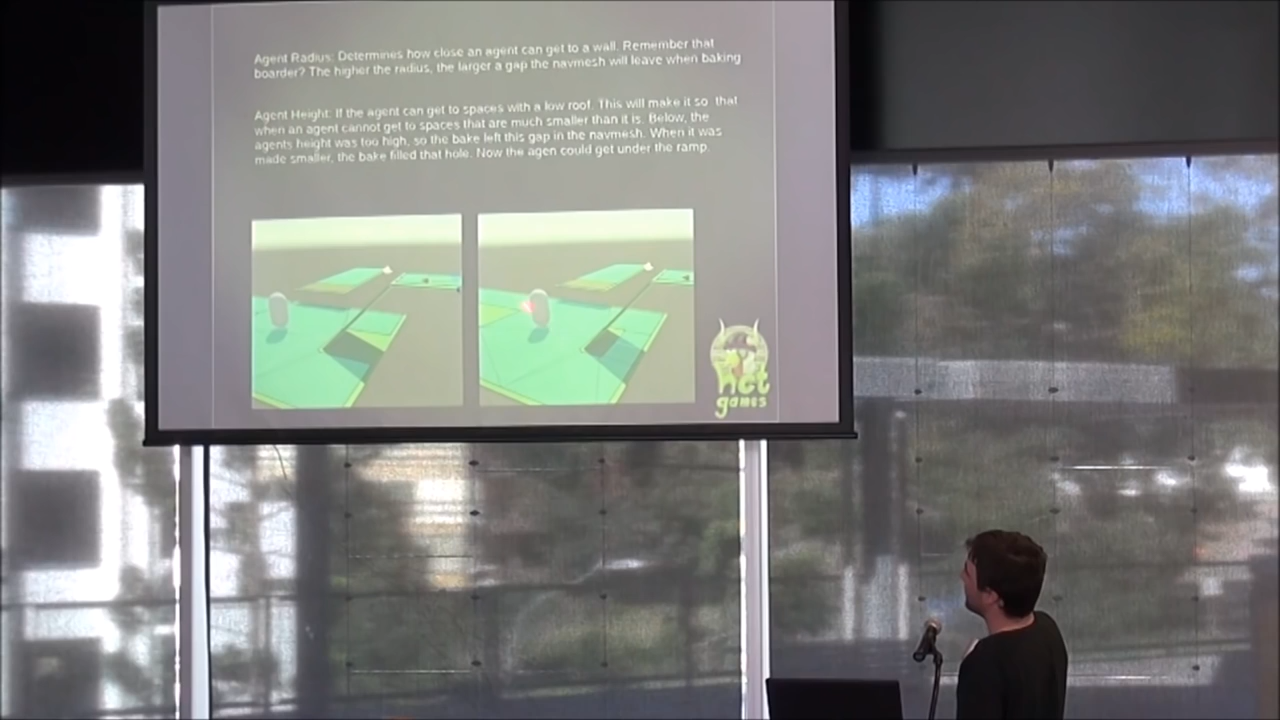 Agent Radius: Determines how close an agent can get to a wall. Remember that
boarder? The higher the radius, the larger a gap the navmesh will leave when baking
Agent Height: If the agent can get to spaces with a low roof. This will make it so that
when an agent cannot get to spaces that are much smaller than it is. Below, the
agents height was too high, so the bake left this gap in the navmesh. When it was
made smaller, the bake filled that hole. Now the agen could get under the ramp.
hct
games